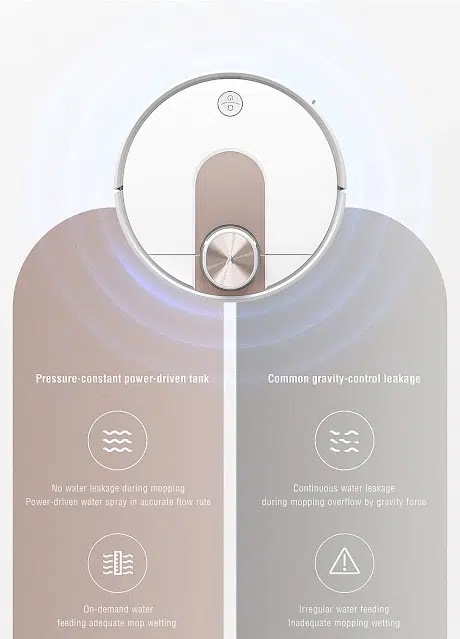 Pressure-constant power-driven tank
Common gravity-control leakage
No water leakage during mopping
Power-driven water spray in accurate flow rate
Continuous water leakage
during mopping overflow by gravity force
On-demand water
feeding adequate mop wetting
Irregular water feeding
Inadequate mopping wetting